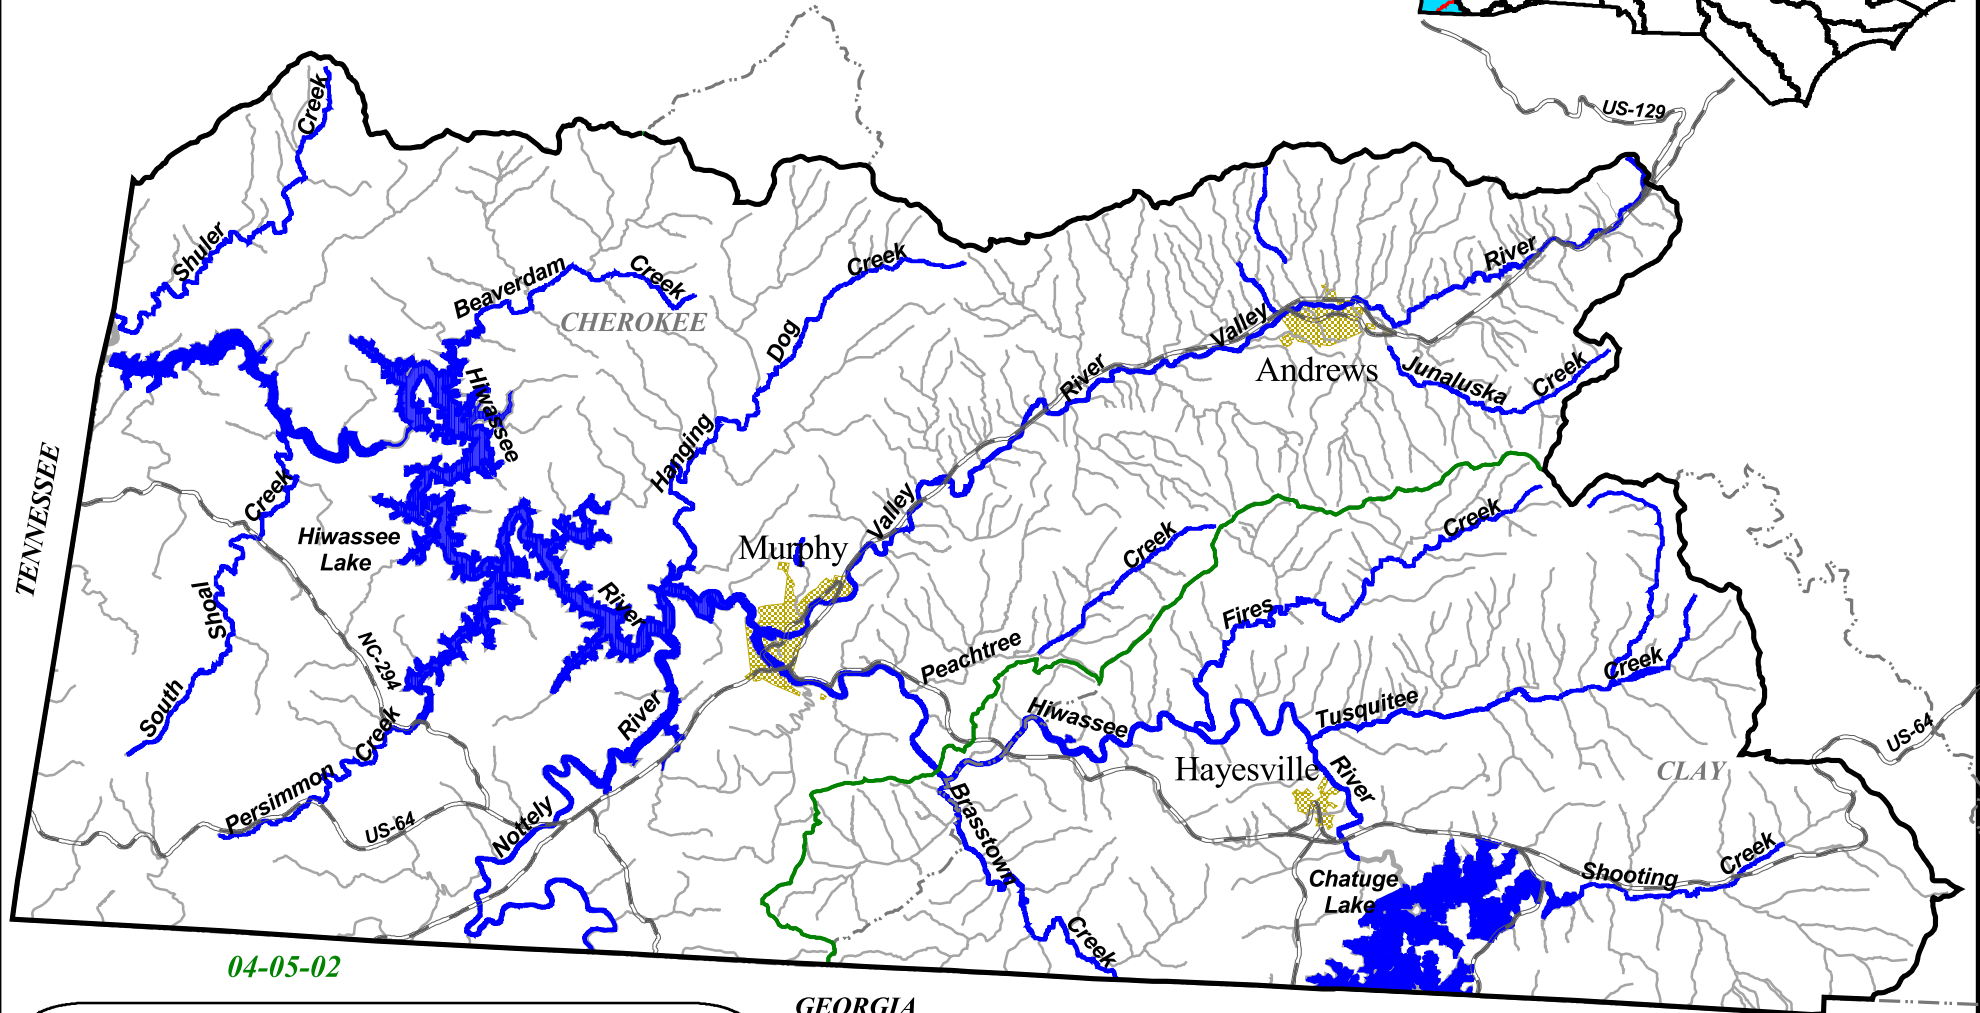 US-129
Creek
Shuler
Beaverdam
Creek
CHEROKEE
Creek
Dog
Hanging
River
Valley
River
Valley
Andrews
Junaluska
Creek
Hiwassee
TENNESSEE
Creek
Hiwassee
Lake
Shoal
South
NC-294
River
Murphy
Creek
Peachtree
Creek
Fires
Creek
Tusquitee
Hiwassee
River
Creek
Persimmon
US-64
Nottely
Hayesville
River
CLAY
US-64
Brasstown
Creek
Chatuge
Lake
Shooting
Creek
04-05-02
GEORGIA